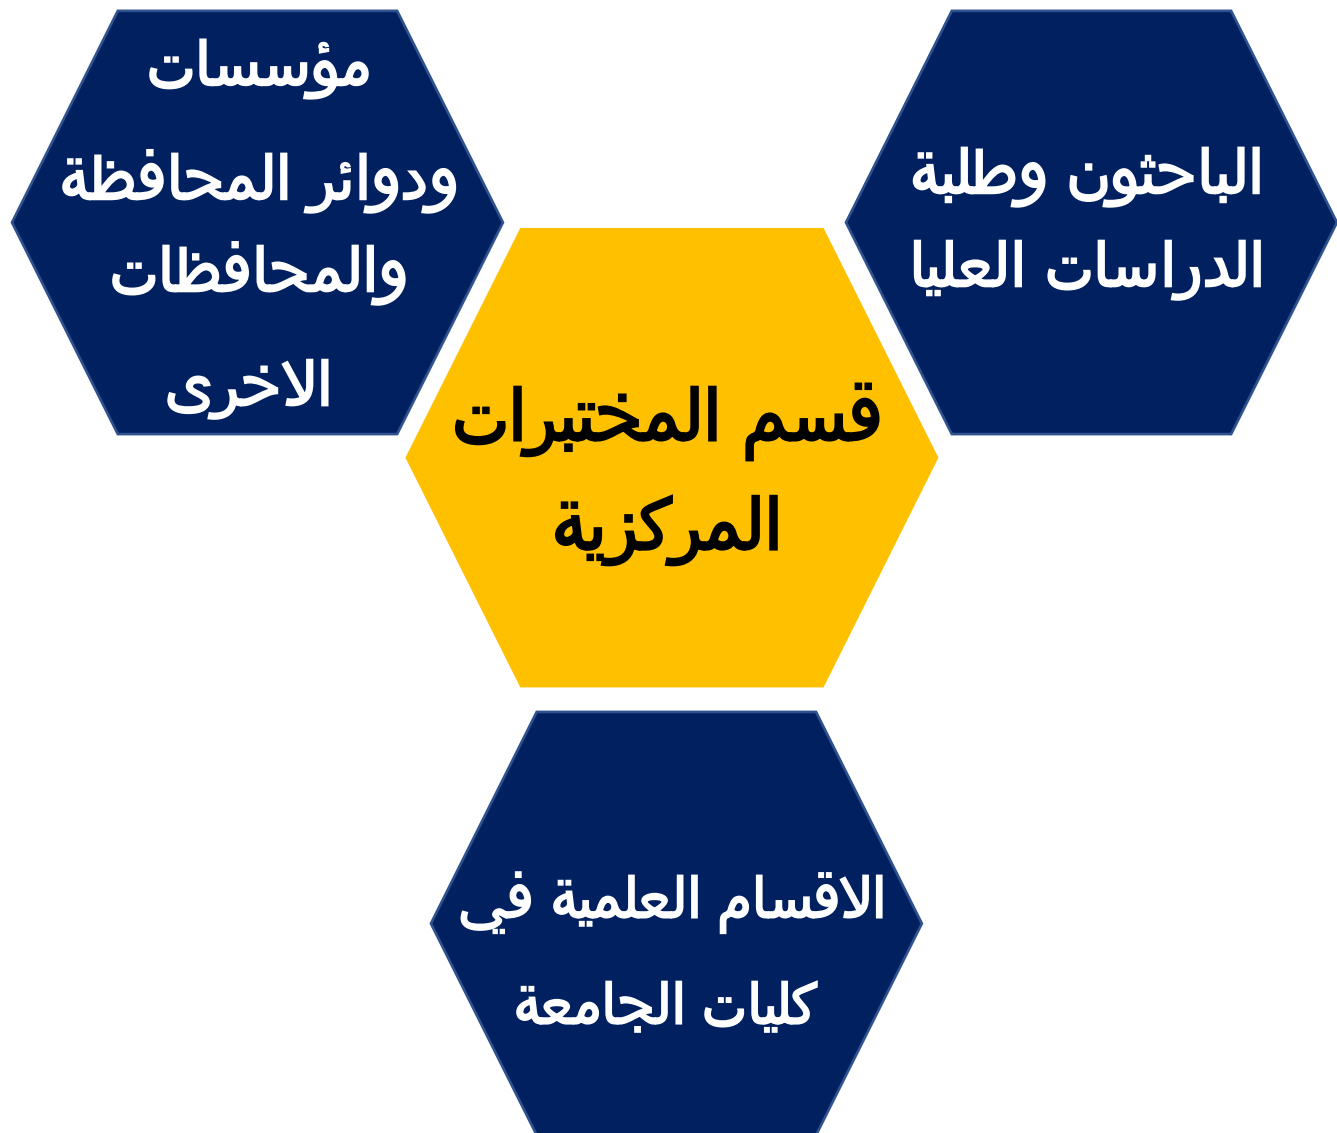 الباحثون وطلبة
الدراسات العليا
مؤسسات
ودوائر المحافظة
والمحافظات
الاخرى
قسم المختبرات
المركزية
الاقسام العلمية في
كليات الجامعة